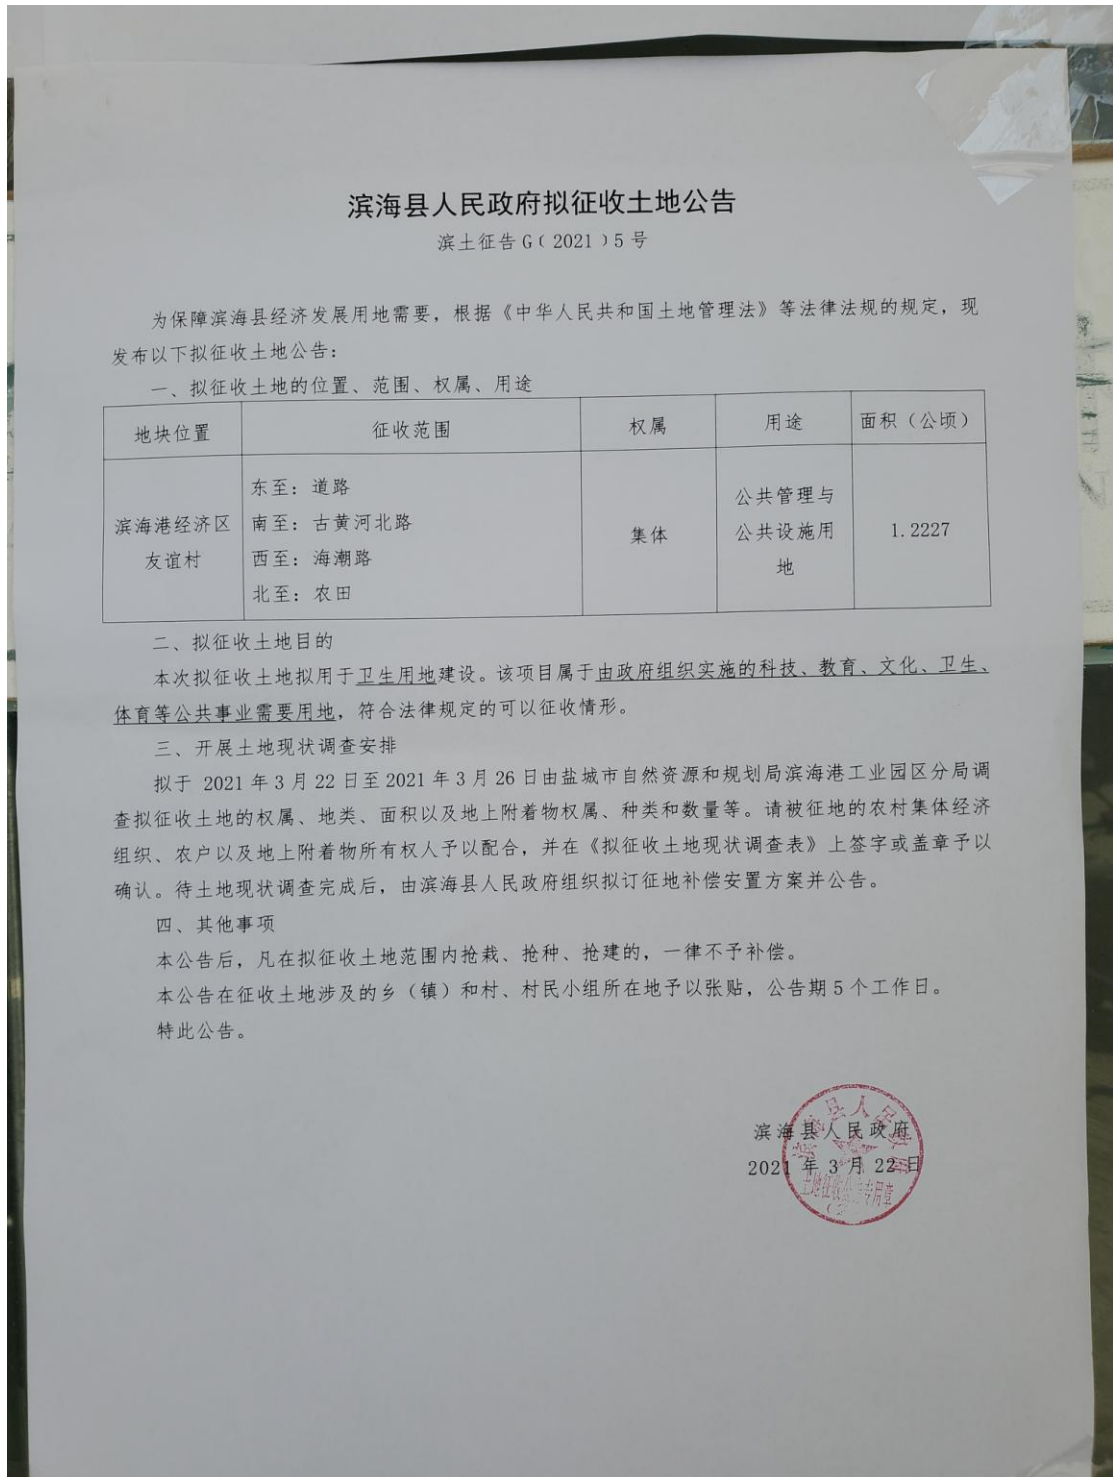 滨海县人民政府拟征收土地公告
滨土征告G﹝2021﹞5号
为保障滨海县经济发展用地需要，根据《中华人民共和国土地管理法》等法律法规的规定，现
发布以下拟征收土地公告：
一、拟征收土地的位置、范围、权属、用途
地块位置 征收范围 权属 用途 面积（公顷）
滨海港经济区
友谊村
东至：道路
南至：古黄河北路
西至：海潮路
北至：农田
集体
公共管理与
公共设施用
地
1.2227
二、拟征收土地目的
本次拟征收土地拟用于卫生用地建设。该项目属于由政府组织实施的科技、教育、文化、卫生、
体育等公共事业需要用地，符合法律规定的可以征收情形。
三、开展土地现状调查安排
拟于 2021 年 3 月 22 日至 2021 年 3 月 26 日由盐城市自然资源和规划局滨海港工业园区分局调
查拟征收土地的权属、地类、面积以及地上附着物权属、种类和数量等。请被征地的农村集体经济
组织、农户以及地上附着物所有权人予以配合，并在《拟征收土地现状调查表》上签字或盖章予以
确认。待土地现状调查完成后，由滨海县人民政府组织拟订征地补偿安置方案并公告。
四、其他事项
本公告后，凡在拟征收土地范围内抢栽、抢种、抢建的，一律不予补偿。
本公告在征收土地涉及的乡（镇）和村、村民小组所在地予以张贴，公告期 5 个工作日。
特此公告。
滨海县人民政府
2021 年 3 月 22 日
滨海县人民政府
专用章